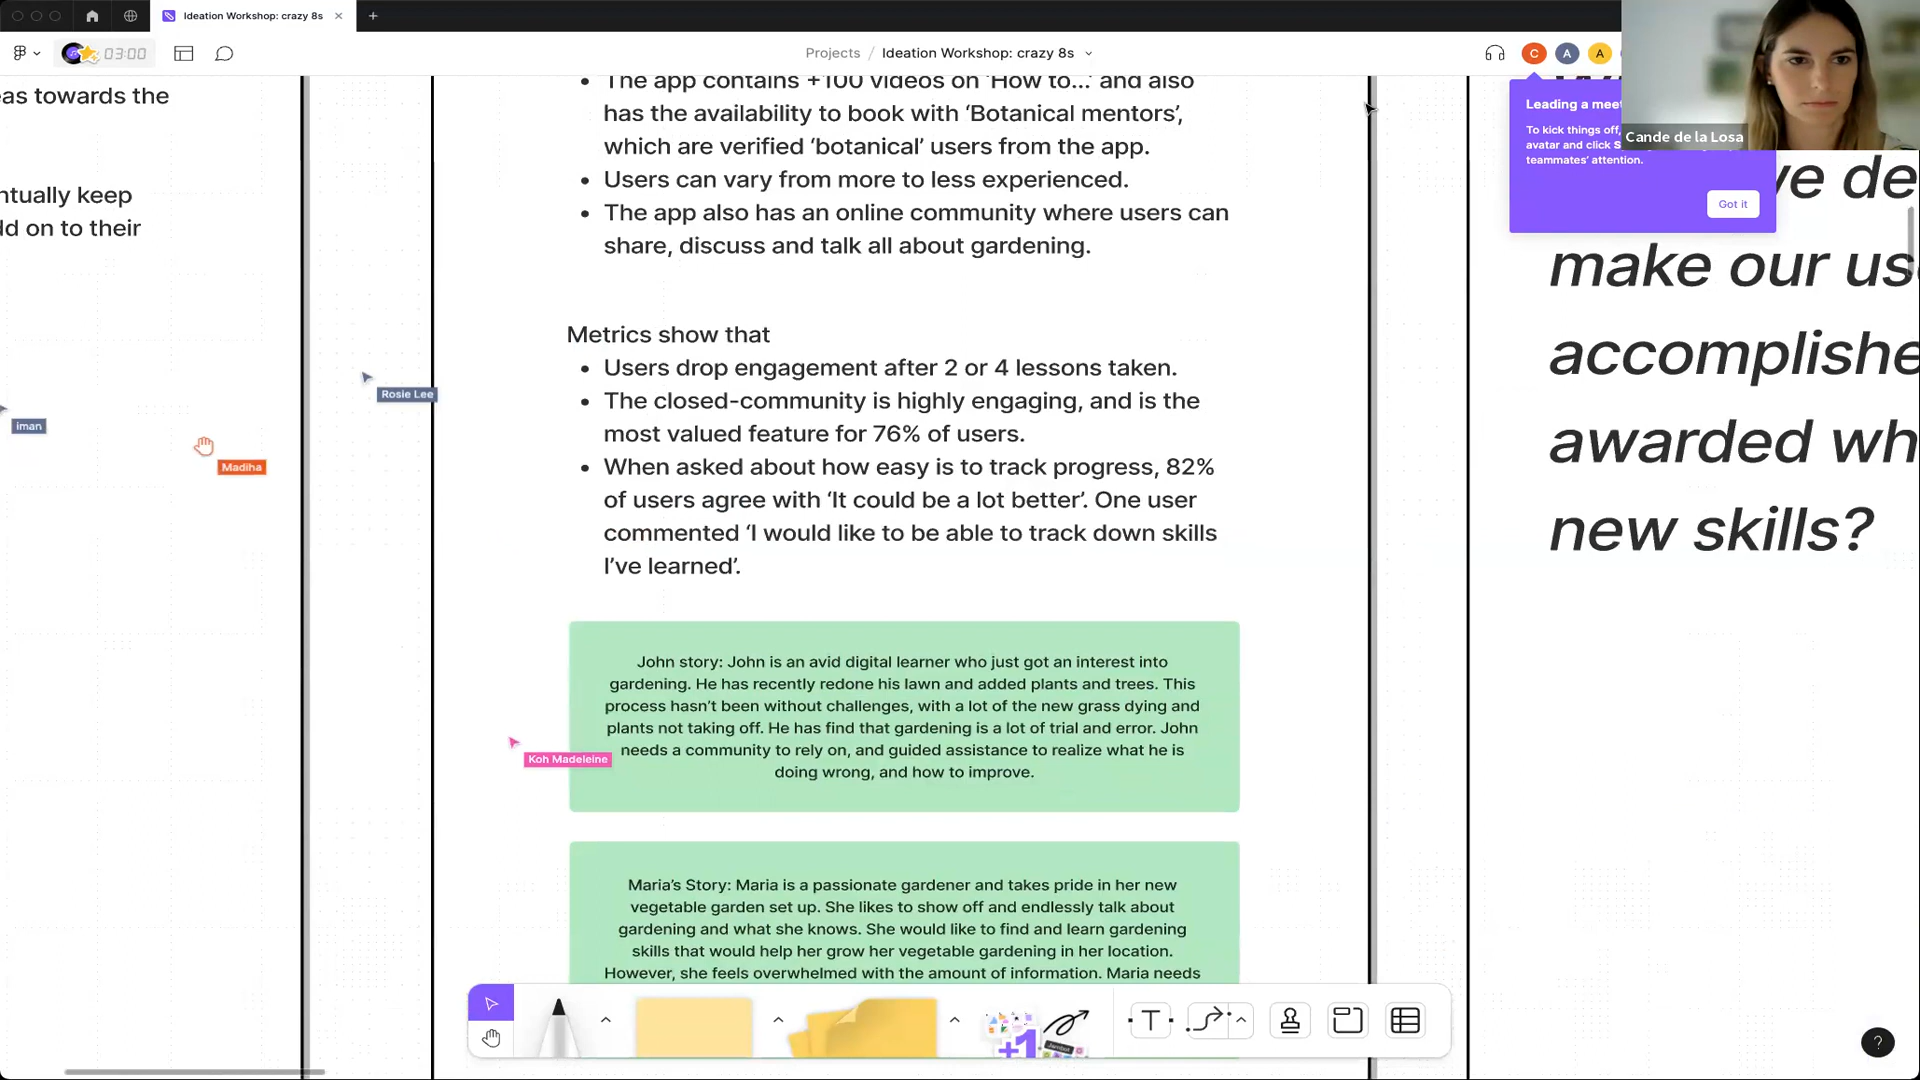 Ideation Workshop: crazy 8s
03:00
Projects / Ideation Workshop: crazy 8s
C
A
A
Cande de la Losa
Leading a meet
To kick things off,
avatar and click S
teammates' attention.
Got it
eas towards the
ntually keep
dd on to their
iman
Madiha
Rosie Lee
The app contains +100 videos on 'How to...' and also
has the availability to book with 'Botanical mentors',
which are verified 'botanical' users from the app.
Users can vary from more to less experienced.
The app also has an online community where users can
share, discuss and talk all about gardening.
Metrics show that
Users drop engagement after 2 or 4 lessons taken.
The closed-community is highly engaging, and is the
most valued feature for 76% of users.
When asked about how easy is to track progress, 82%
of users agree with 'It could be a lot better'. One user
commented 'I would like to be able to track down skills
I've learned'.
John story: John is an avid digital learner who just got an interest into
gardening. He has recently redone his lawn and added plants and trees. This
process hasn't been without challenges, with a lot of the new grass dying and
plants not taking off. He has find that gardening is a lot of trial and error. John
needs a community to rely on, and guided assistance to realize what he is
doing wrong, and how to improve.
Koh Madeleine
Maria's Story: Maria is a passionate gardener and takes pride in her new
vegetable garden set up. She likes to show off and endlessly talk about
gardening and what she knows. She would like to find and learn gardening
skills that would help her grow her vegetable gardening in her location.
However, she feels overwhelmed with the amount of information. Maria needs
ve de
make our us
accomplishe
awarded wh
new skills?
+1
T
?